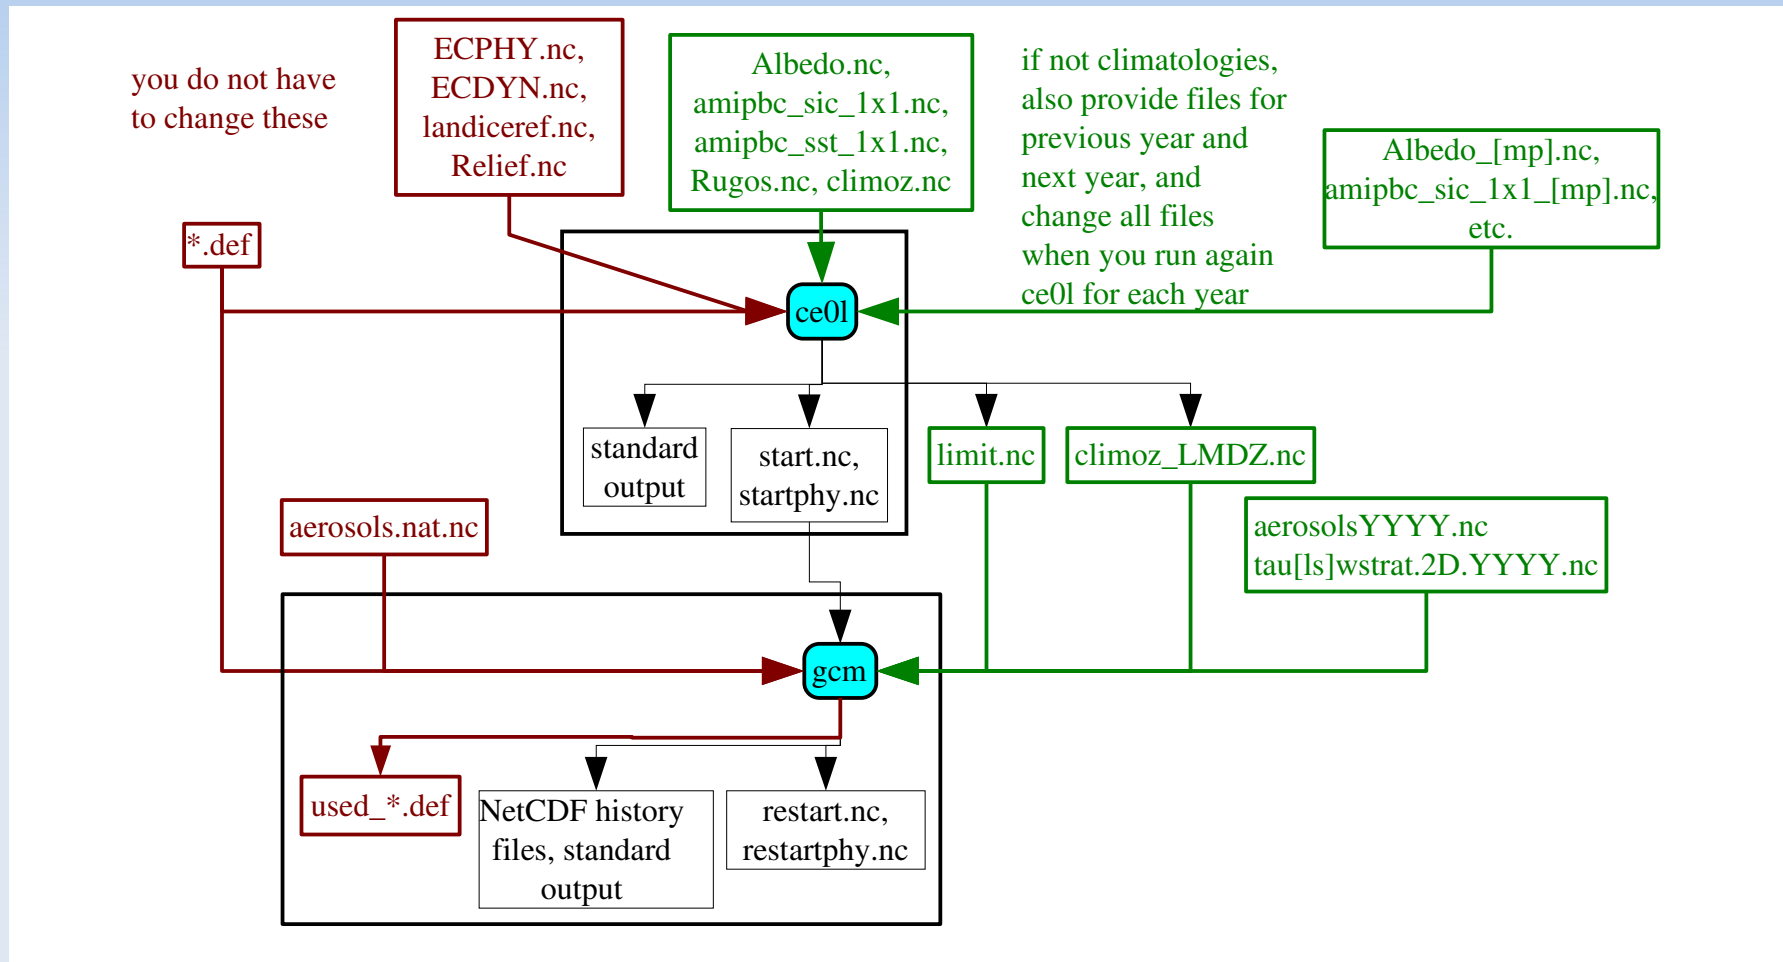 you do not have
to change these
ECPHY.nc,
ECDYN.nc,
landiceref.nc,
Relief.nc
Albedo.nc,
amipbc_sic_1x1.nc,
amipbc_sst_1x1.nc,
Rugos.nc, climoz.nc
if not climatologies,
also provide files for
previous year and
next year, and
change all files
when you run again
ce0l for each year
Albedo_[mp].nc,
amipbc_sic_1x1_[mp].nc,
etc.
*.def
ce0l
standard
output
start.nc,
startphy.nc
limit.nc
climoz_LMDZ.nc
aerosols.nat.nc
aerosolsYYYY.nc
tau[ls]wstrat.2D.YYYY.nc
gcm
used_*.def
NetCDF history
files, standard
output
restart.nc,
restartphy.nc